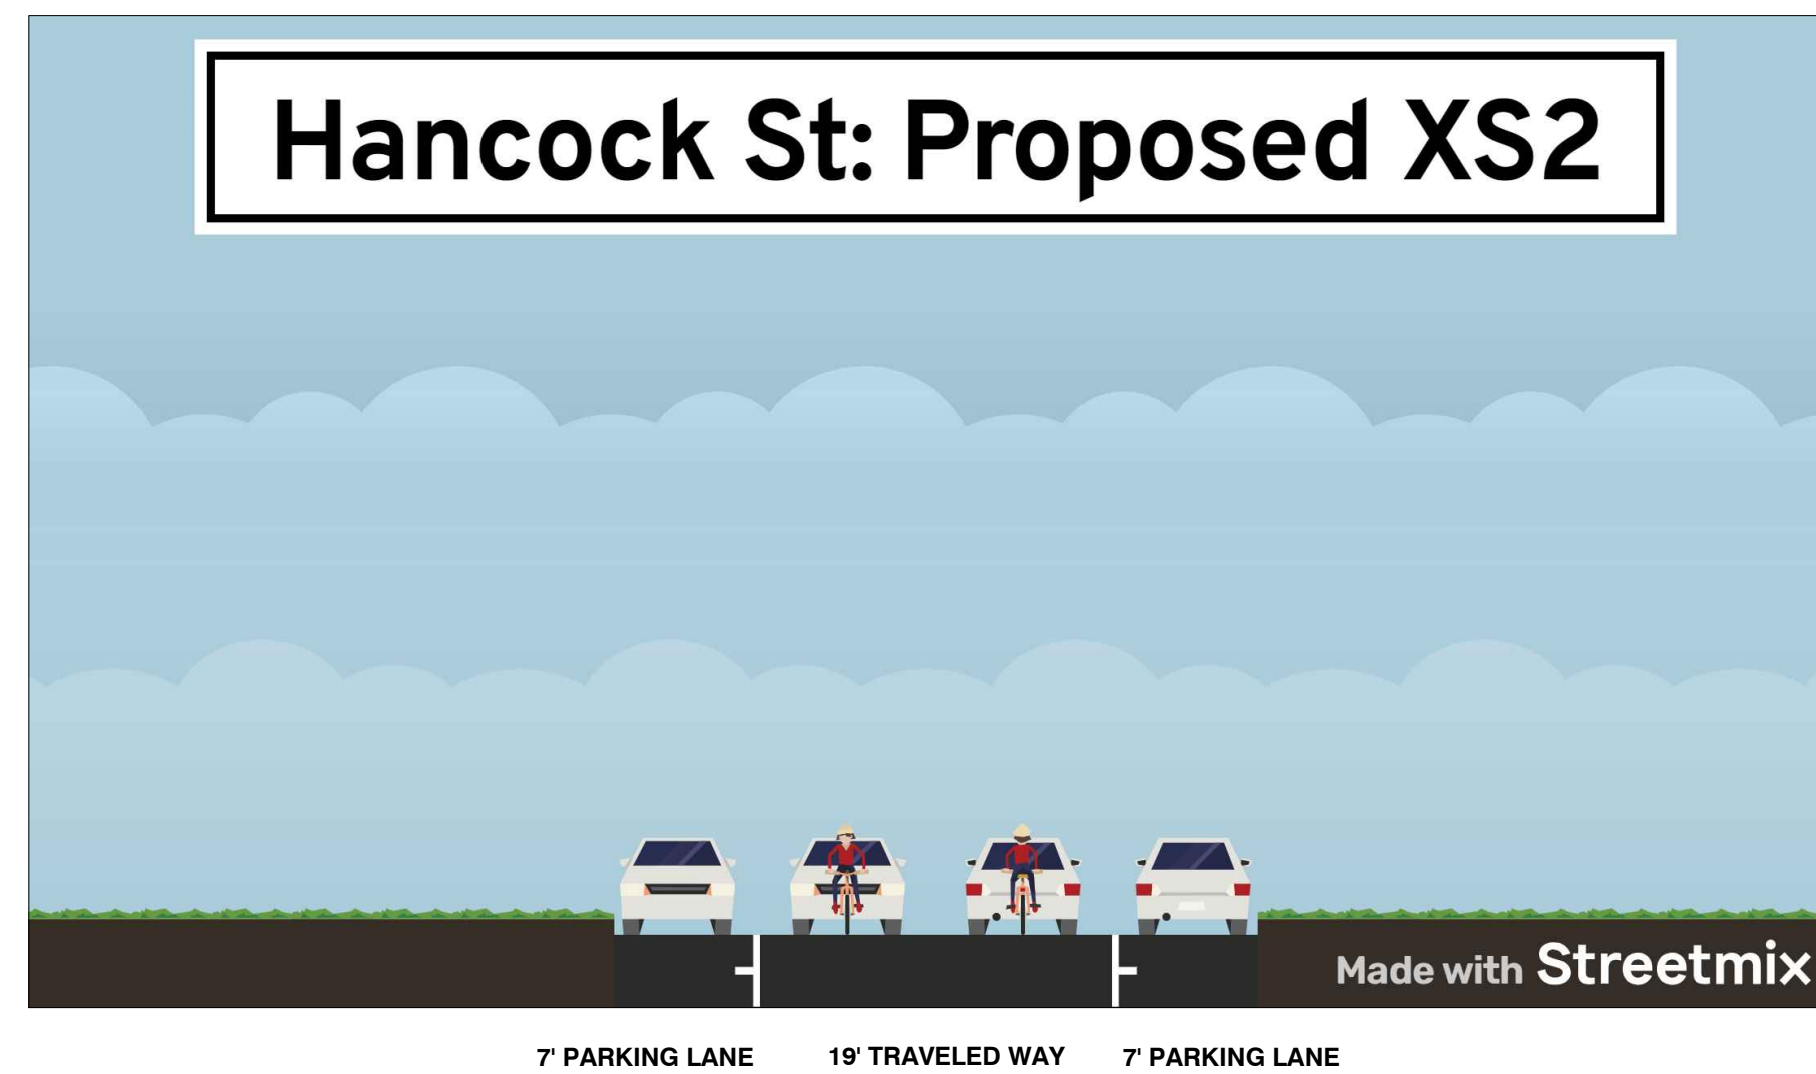 Hancock St: Proposed XS2
Made with Streetmix
7' PARKING LANE 19' TRAVELED WAY 7' PARKING LANE